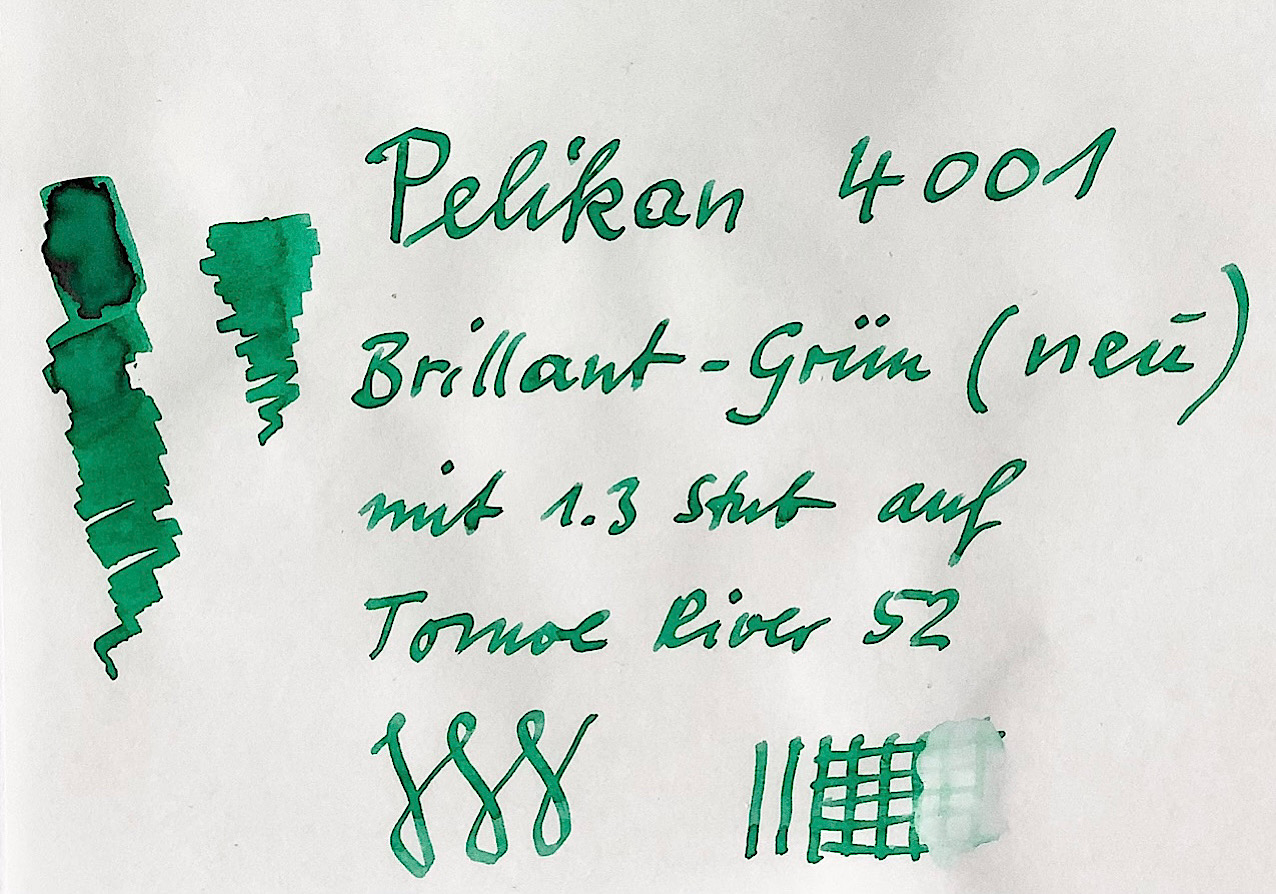 Pelikan 4001
Brillant-Grün (neu)
mit 1.3 Stub auf
Tomoe River 52